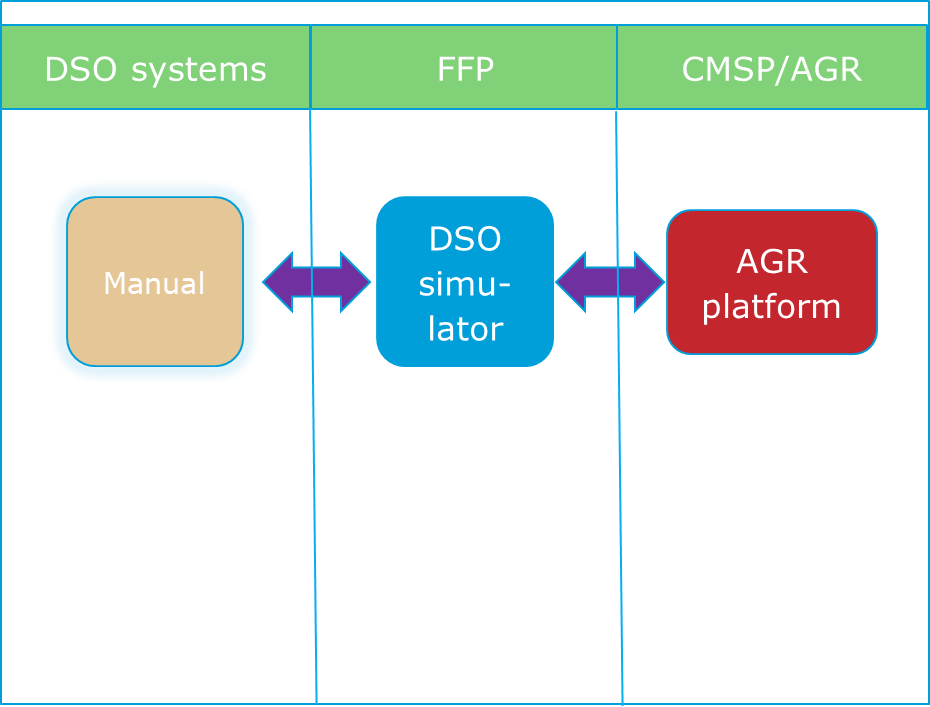 DSO systems
FFP
CMSP/AGR
Manual
DSO
simu-
lator
AGR
platform